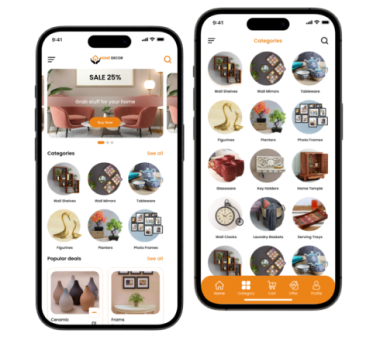 9:41
HOME DECOR
SALE 25%
Grab stuff for your home
Buy Now
Categories
See all
Wall Shelves
Wall Mirrors
Tableware
Figurines
Planters
Photo Frames
Popular deals
See all
Ceramic
Frame
9:41
Categories
Wall Shelves
Wall Mirrors
Tableware
Figurines
Planters
Photo Frames
Glassware
Key Holders
Home Temple
Wall Clocks
Laundry Baskets
Serving Trays
Home
Category
Cart
Offer
Profile